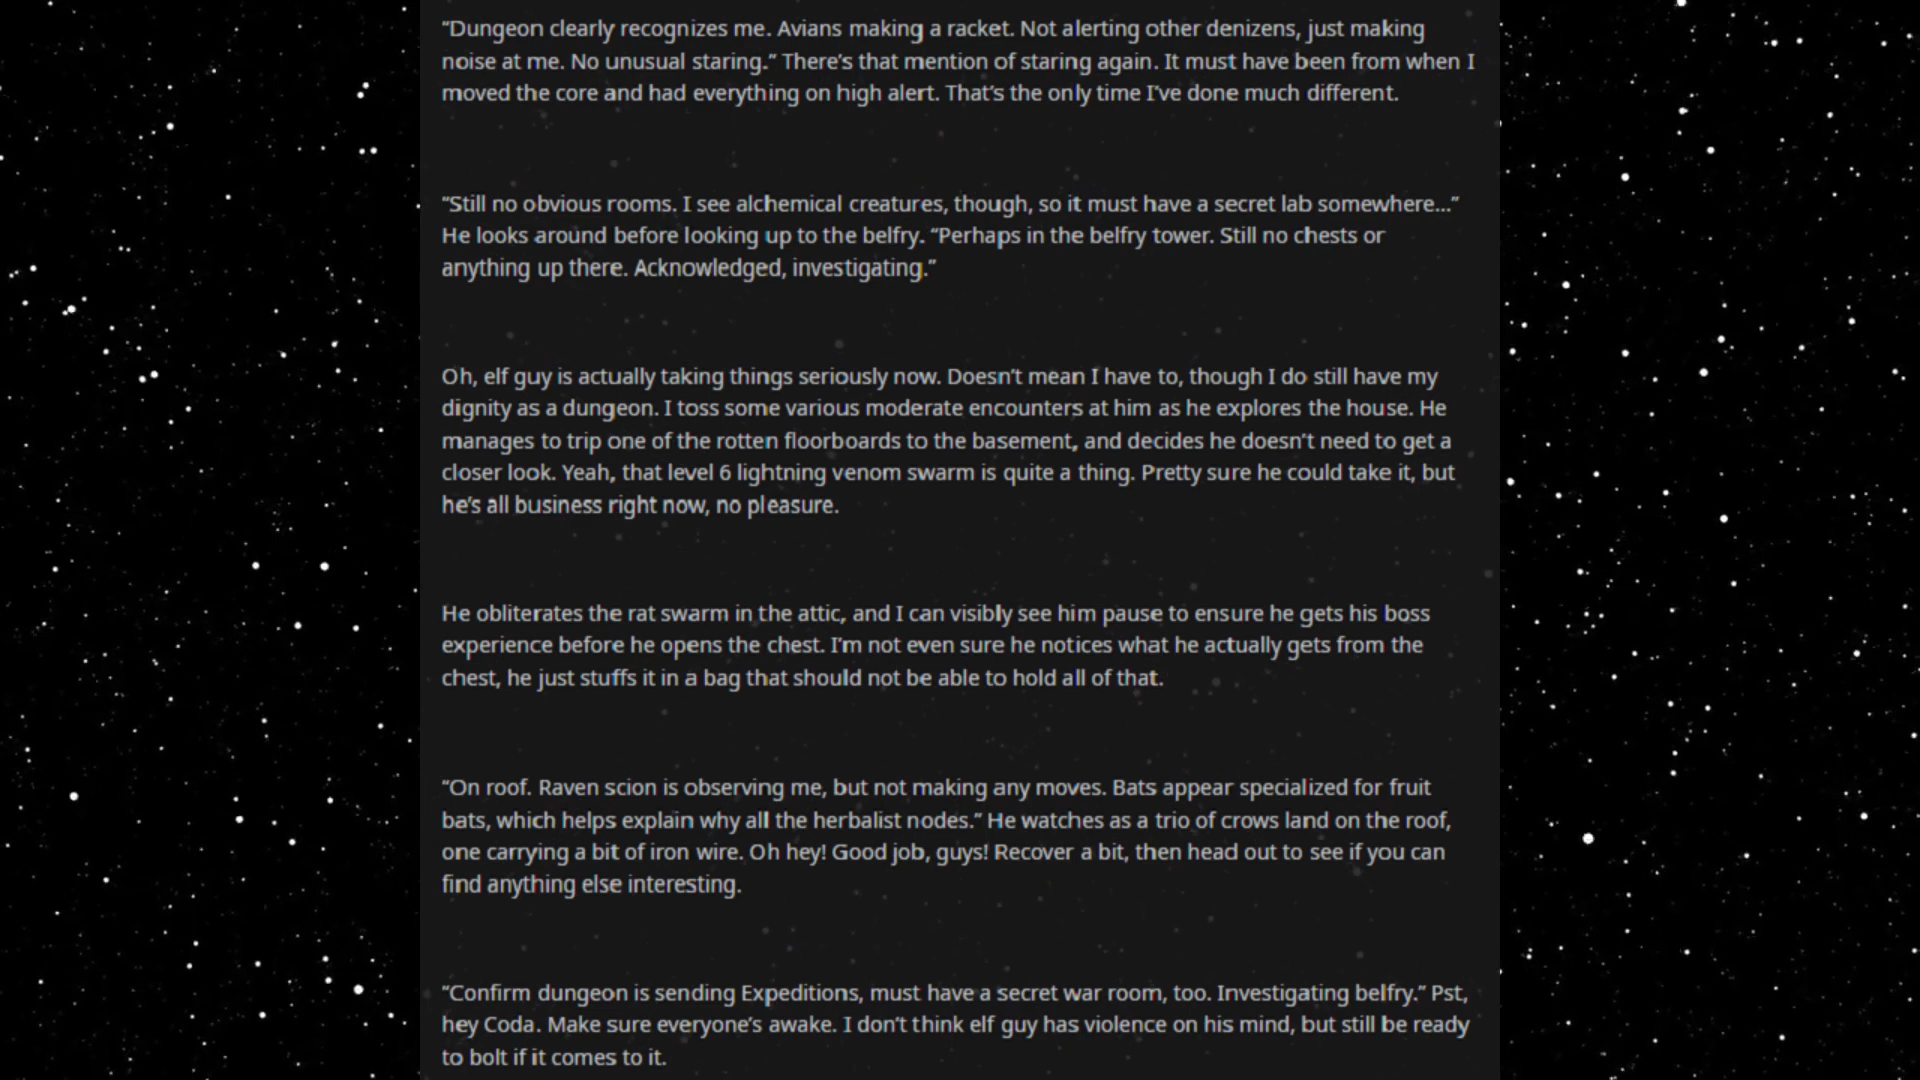 “Dungeon clearly recognizes me. Avians making a racket. Not alerting other denizens, just making
noise at me. No unusual staring.” There’s that mention of staring again. It must have been from when I
moved the core and had everything on high alert. That’s the only time I’ve done much different.
“Still no obvious rooms. I see alchemical creatures, though, so it must have a secret lab somewhere...”
He looks around before looking up to the belfry. “Perhaps in the belfry tower. Still no chests or
anything up there. Acknowledged, investigating.”
Oh, elf guy is actually taking things seriously now. Doesn’t mean I have to, though I do still have my
dignity as a dungeon. I toss some various moderate encounters at him as he explores the house. He
manages to trip one of the rotten floorboards to the basement, and decides he doesn’t need to get a
closer look. Yeah, that level 6 lightning venom swarm is quite a thing. Pretty sure he could take it, but
he’s all business right now, no pleasure.
He obliterates the rat swarm in the attic, and I can visibly see him pause to ensure he gets his boss
experience before he opens the chest. I’m not even sure he notices what he actually gets from the
chest, he just stuffs it in a bag that should not be able to hold all of that.
“On roof. Raven scion is observing me, but not making any moves. Bats appear specialized for fruit
bats, which helps explain why all the herbalist nodes.” He watches as a trio of crows land on the roof,
one carrying a bit of iron wire. Oh hey! Good job, guys! Recover a bit, then head out to see if you can
find anything else interesting.
“Confirm dungeon is sending Expeditions, must have a secret war room, too. Investigating belfry.” Pst,
hey Coda. Make sure everyone’s awake. I don’t think elf guy has violence on his mind, but still be ready
to bolt if it comes to it.